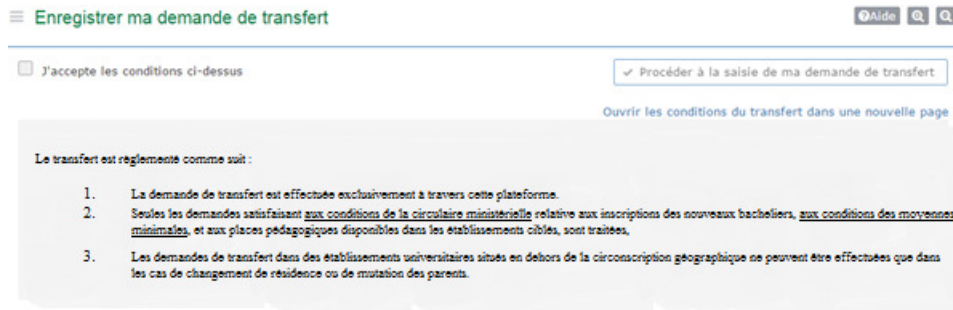 Enregistrer ma demande de transfert
Aide
J'accepte les conditions ci-dessus
✓ Procéder à la saisie de ma demande de transfert
Ouvrir les conditions du transfert dans une nouvelle page
Le transfert est réglementé comme suit :
1. La demande de transfert est effectuée exclusivement à travers cette plateforme.
2. Seules les demandes satisfaisant aux conditions de la circulaire ministérielle relative aux inscriptions des nouveaux bacheliers, aux conditions des moyennes
minimales, et aux places pédagogiques disponibles dans les établissements ciblés, sont traitées,
3. Les demandes de transfert dans des établissements universitaires situés en dehors de la circonscription géographique ne peuvent être effectuées que dans
les cas de changement de résidence ou de mutation des parents.